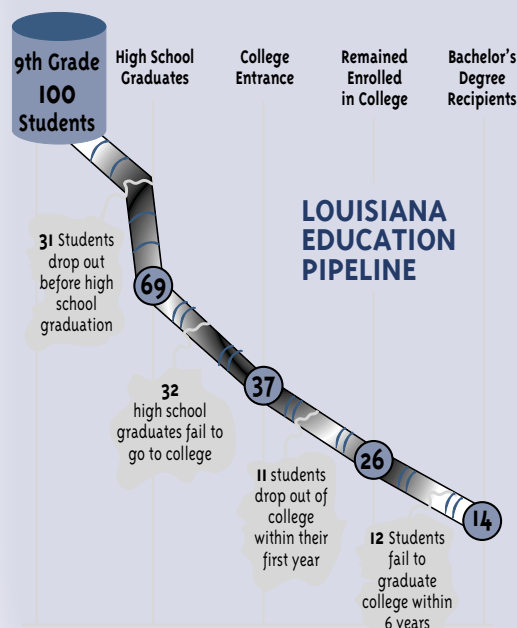 9th Grade
100
Students
High School
Graduates
College
Entrance
Remained
Enrolled
in College
Bachelor's
Degree
Recipients
LOUISIANA
EDUCATION
PIPELINE
31 Students
drop out
before high
school
graduation
69
32
high school
graduates fail to
go to college
37
11 students
drop out of
college
within their
first year
26
12 Students
fail to
graduate
college within
6 years
14